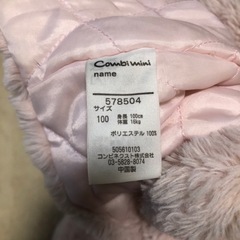 Combi mini
name
578504
サイズ
100 身長 100cm
体重 16kg
ポリエステル 100%
505610103
コンビネクスト株式会社
03-5828-8074
中国製